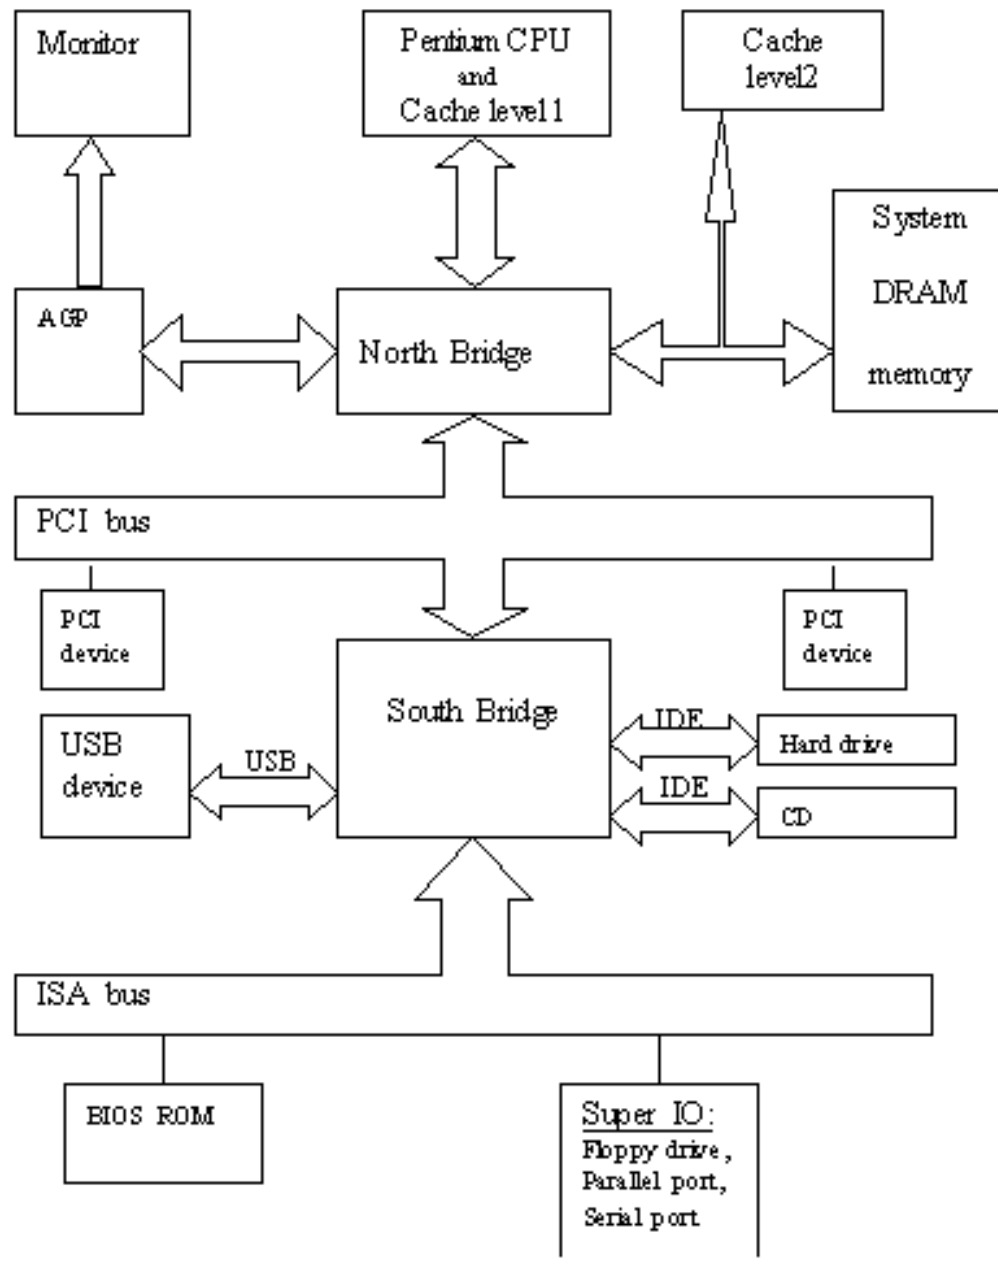 Monitor
Pentium CPU
and
Cache level1
Cache
level2
System
DRAM
memory
AGP
North Bridge
PCI bus
PCI
device
PCI
device
South Bridge
USB
device
USB
IDE
Hard drive
IDE
CD
ISA bus
BIOS ROM
Super IO:
Floppy drive,
Parallel port,
Serial port